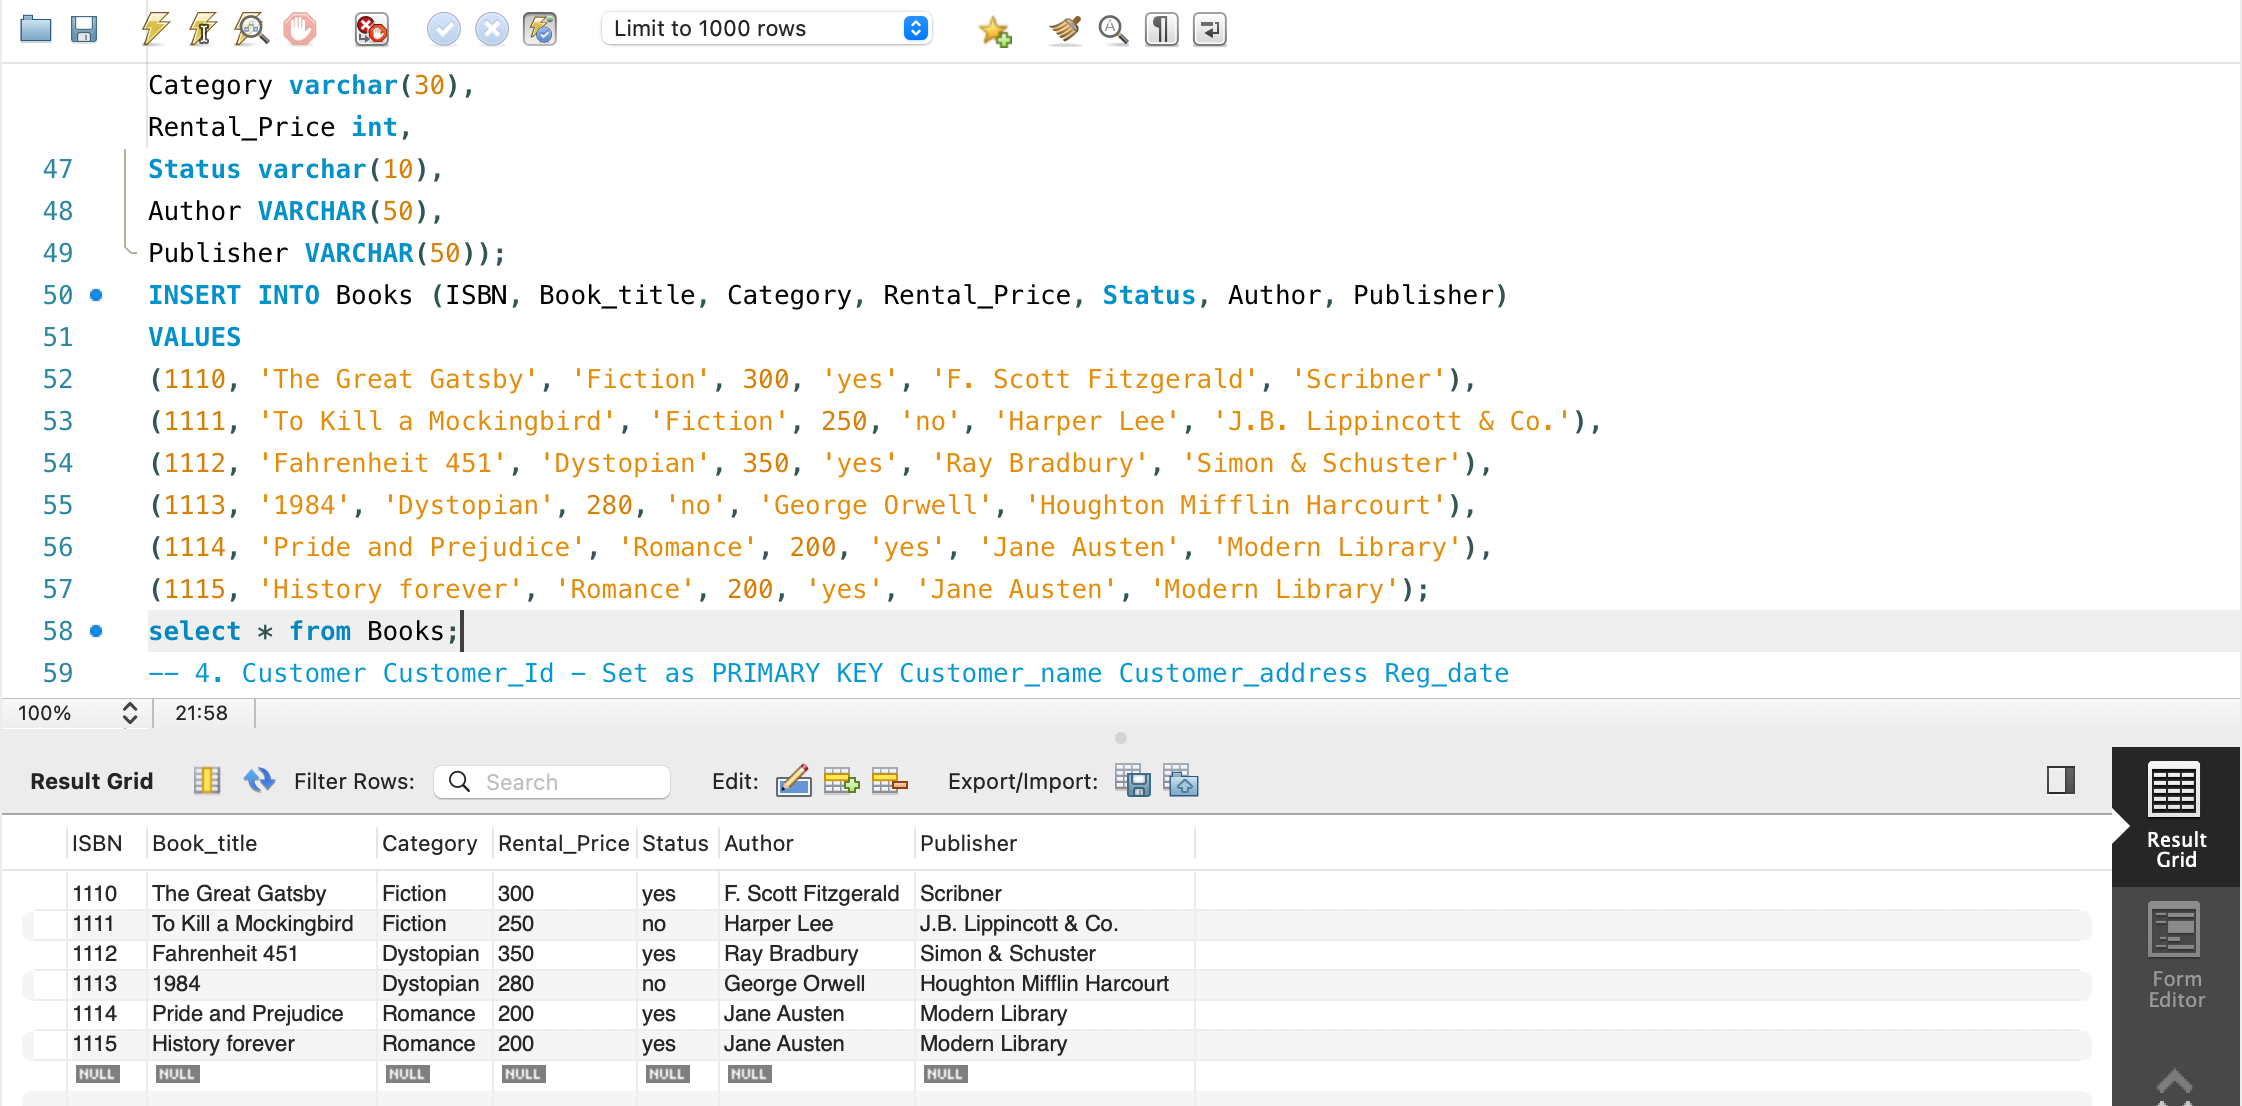 Limit to 1000 rows
Category varchar(30),
Rental_Price int,
47 Status varchar(10),
48 Author VARCHAR(50),
49 Publisher VARCHAR(50));
50 INSERT INTO Books (ISBN, Book_title, Category, Rental_Price, Status, Author, Publisher)
51 VALUES
52 (1110, 'The Great Gatsby', 'Fiction', 300, 'yes', 'F. Scott Fitzgerald', 'Scribner'),
53 (1111, 'To Kill a Mockingbird', 'Fiction', 250, 'no', 'Harper Lee', 'J.B. Lippincott & Co.'),
54 (1112, 'Fahrenheit 451', 'Dystopian', 350, 'yes', 'Ray Bradbury', 'Simon & Schuster'),
55 (1113, '1984', 'Dystopian', 280, 'no', 'George Orwell', 'Houghton Mifflin Harcourt'),
56 (1114, 'Pride and Prejudice', 'Romance', 200, 'yes', 'Jane Austen', 'Modern Library'),
57 (1115, 'History forever', 'Romance', 200, 'yes', 'Jane Austen', 'Modern Library');
58 select * from Books;
59 -- 4. Customer Customer_Id - Set as PRIMARY KEY Customer_name Customer_address Reg_date
100% 21:58
Result Grid Filter Rows: Search Edit: Export/Import:
ISBN Book_title Category Rental_Price Status Author Publisher
1110 The Great Gatsby Fiction 300 yes F. Scott Fitzgerald Scribner
1111 To Kill a Mockingbird Fiction 250 no Harper Lee J.B. Lippincott & Co.
1112 Fahrenheit 451 Dystopian 350 yes Ray Bradbury Simon & Schuster
1113 1984 Dystopian 280 no George Orwell Houghton Mifflin Harcourt
1114 Pride and Prejudice Romance 200 yes Jane Austen Modern Library
1115 History forever Romance 200 yes Jane Austen Modern Library
NULL NULL NULL NULL NULL NULL NULL
Result
Grid
Form
Editor